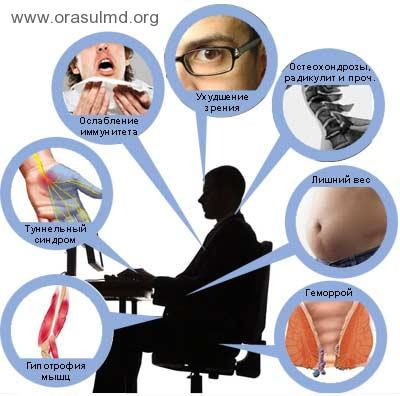 www.orasulmd.org
Ослабление
иммунитета
Ухудшение
зрения
Остеохондрозы,
радикулит и проч.
Туннельный
синдром
Лишний вес
Гипотрофия
мышц
Геморрой